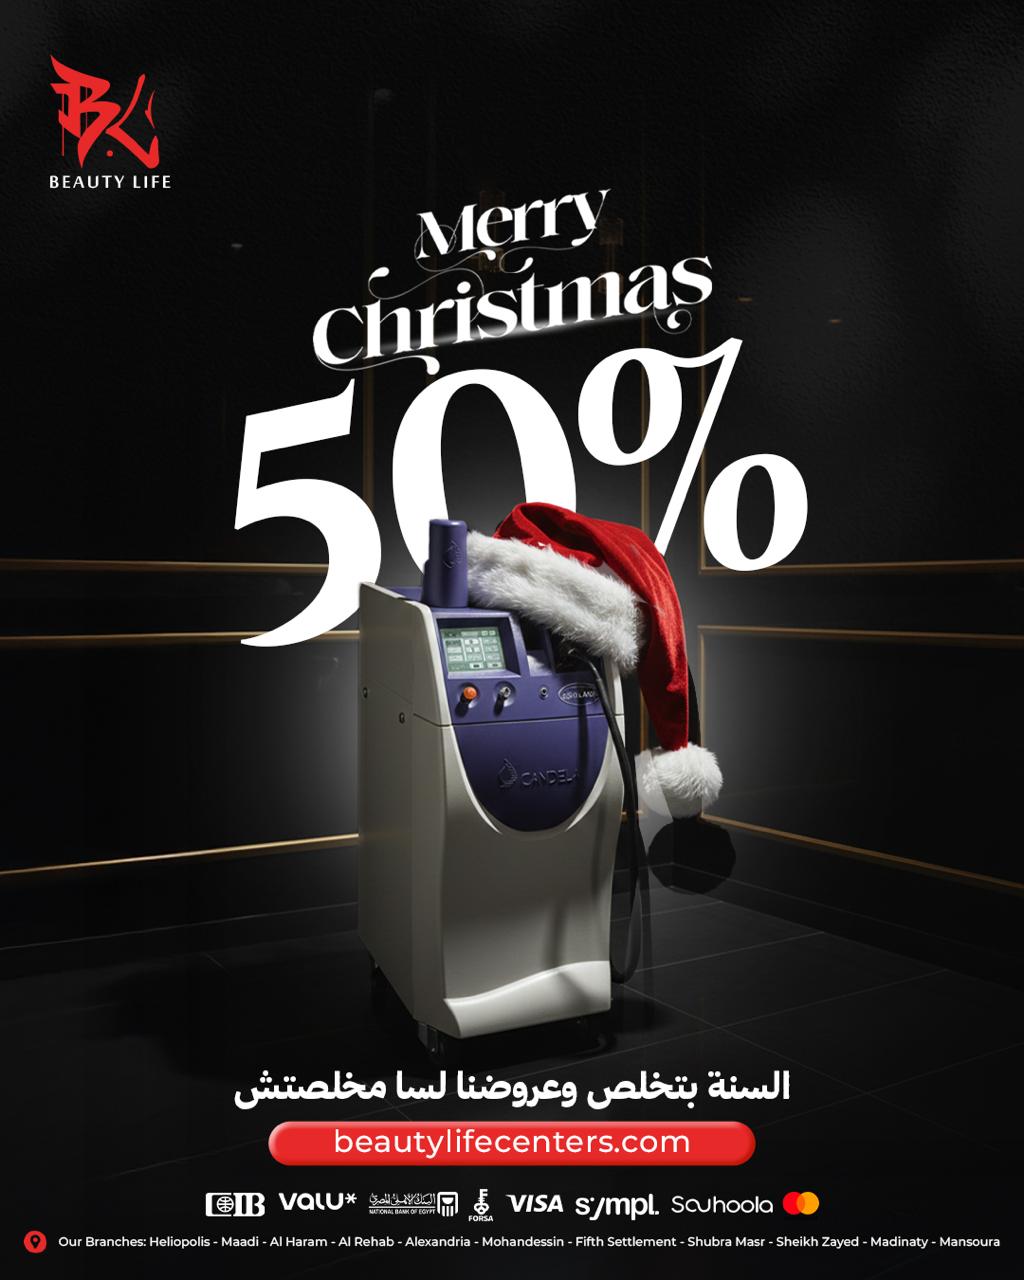 BEAUTY LIFE
Merry
Christmas
50%
CANDELA
السنة بتخلص وعروضنا لسا مخلصتش
beautylifecenters.com
CIB valu* البنك الأهلي المصري NATIONAL BANK OF EGYPT FORSA VISA sympl. Souhoola
Our Branches: Heliopolis - Maadi - Al Haram - Al Rehab - Alexandria - Mohandessin - Fifth Settlement - Shubra Masr - Sheikh Zayed - Madinaty - Mansoura